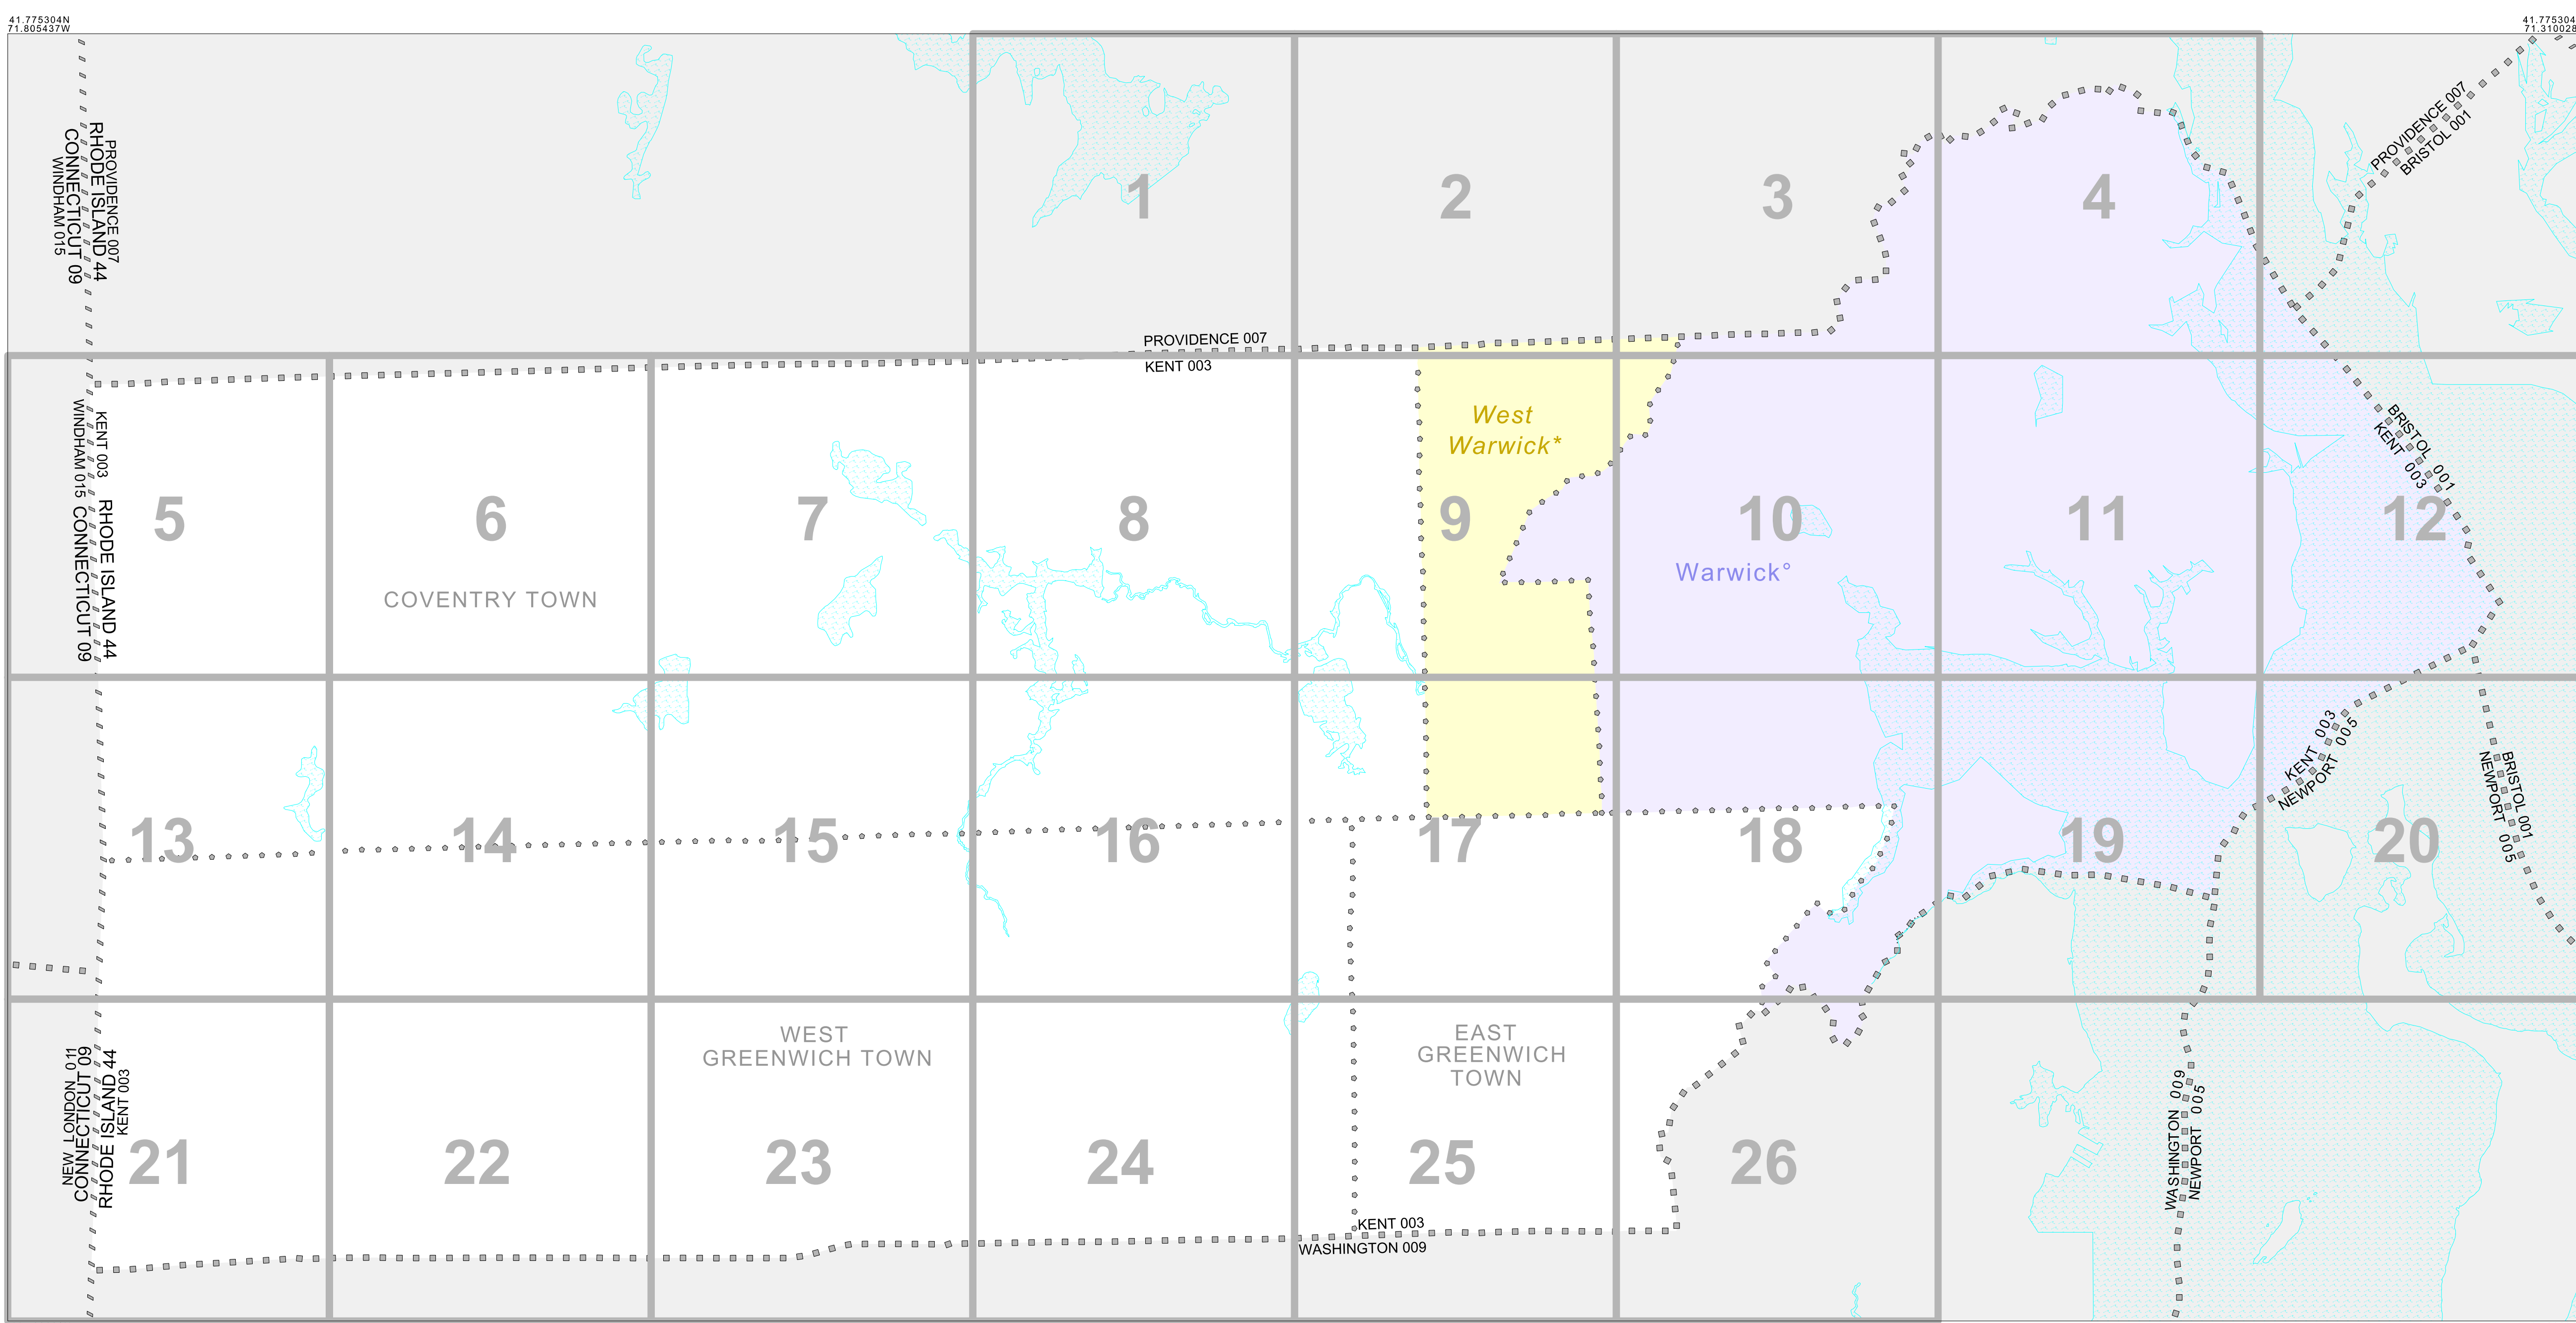 41.775304N
71.805437W
41.775304
71.310028
PROVIDENCE 007
RHODE ISLAND 44
CONNECTICUT 09
WINDHAM 015
PROVIDENCE 007
BRISTOL 001
1
2
3
4
PROVIDENCE 007
KENT 003
KENT 003
RHODE ISLAND 44
WINDHAM 015
CONNECTICUT 09
West
Warwick*
BRISTOL 001
KENT 003
5
6
7
8
9
10
11
12
COVENTRY TOWN
Warwick°
KENT 003
NEWPORT 005
BRISTOL 001
NEWPORT 005
13
14
15
16
17
18
19
20
WEST
GREENWICH TOWN
EAST
GREENWICH
TOWN
NEW LONDON 011
CONNECTICUT 09
RHODE ISLAND 44
KENT 003
WASHINGTON 009
NEWPORT 005
21
22
23
24
25
26
KENT 003
WASHINGTON 009